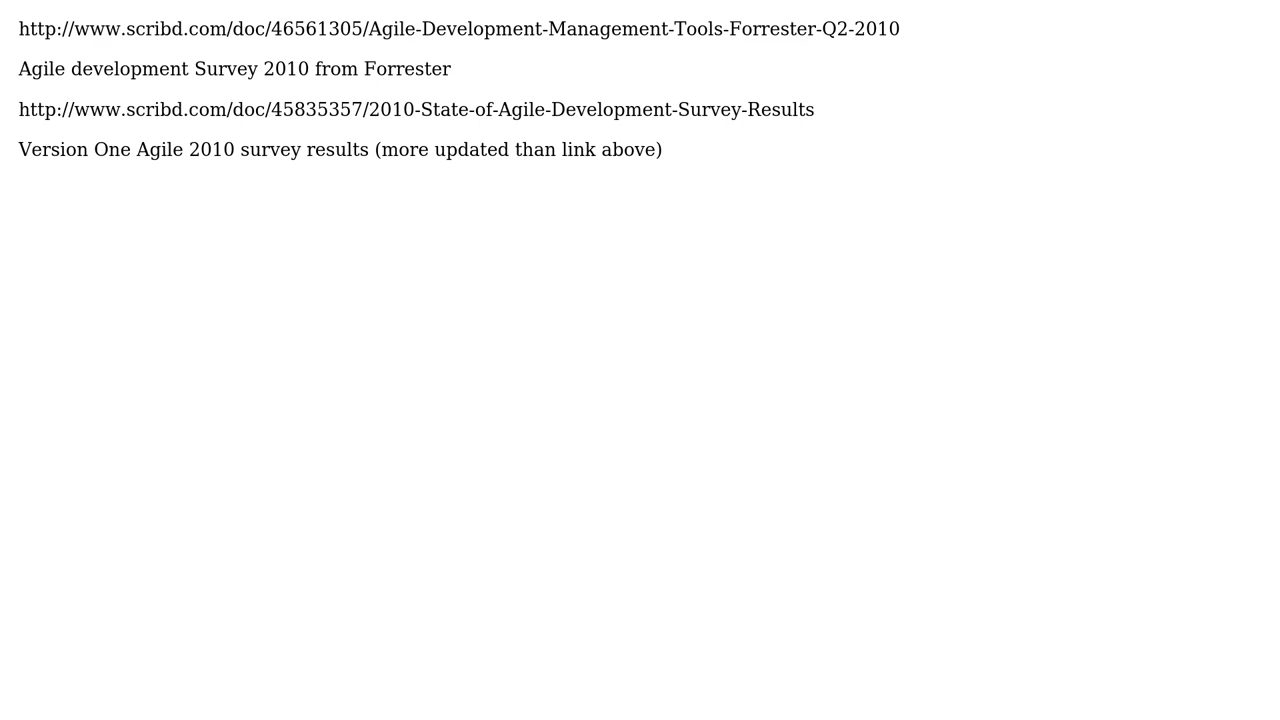 http://www.scribd.com/doc/46561305/Agile-Development-Management-Tools-Forrester-Q2-2010
Agile development Survey 2010 from Forrester
http://www.scribd.com/doc/45835357/2010-State-of-Agile-Development-Survey-Results
Version One Agile 2010 survey results (more updated than link above)